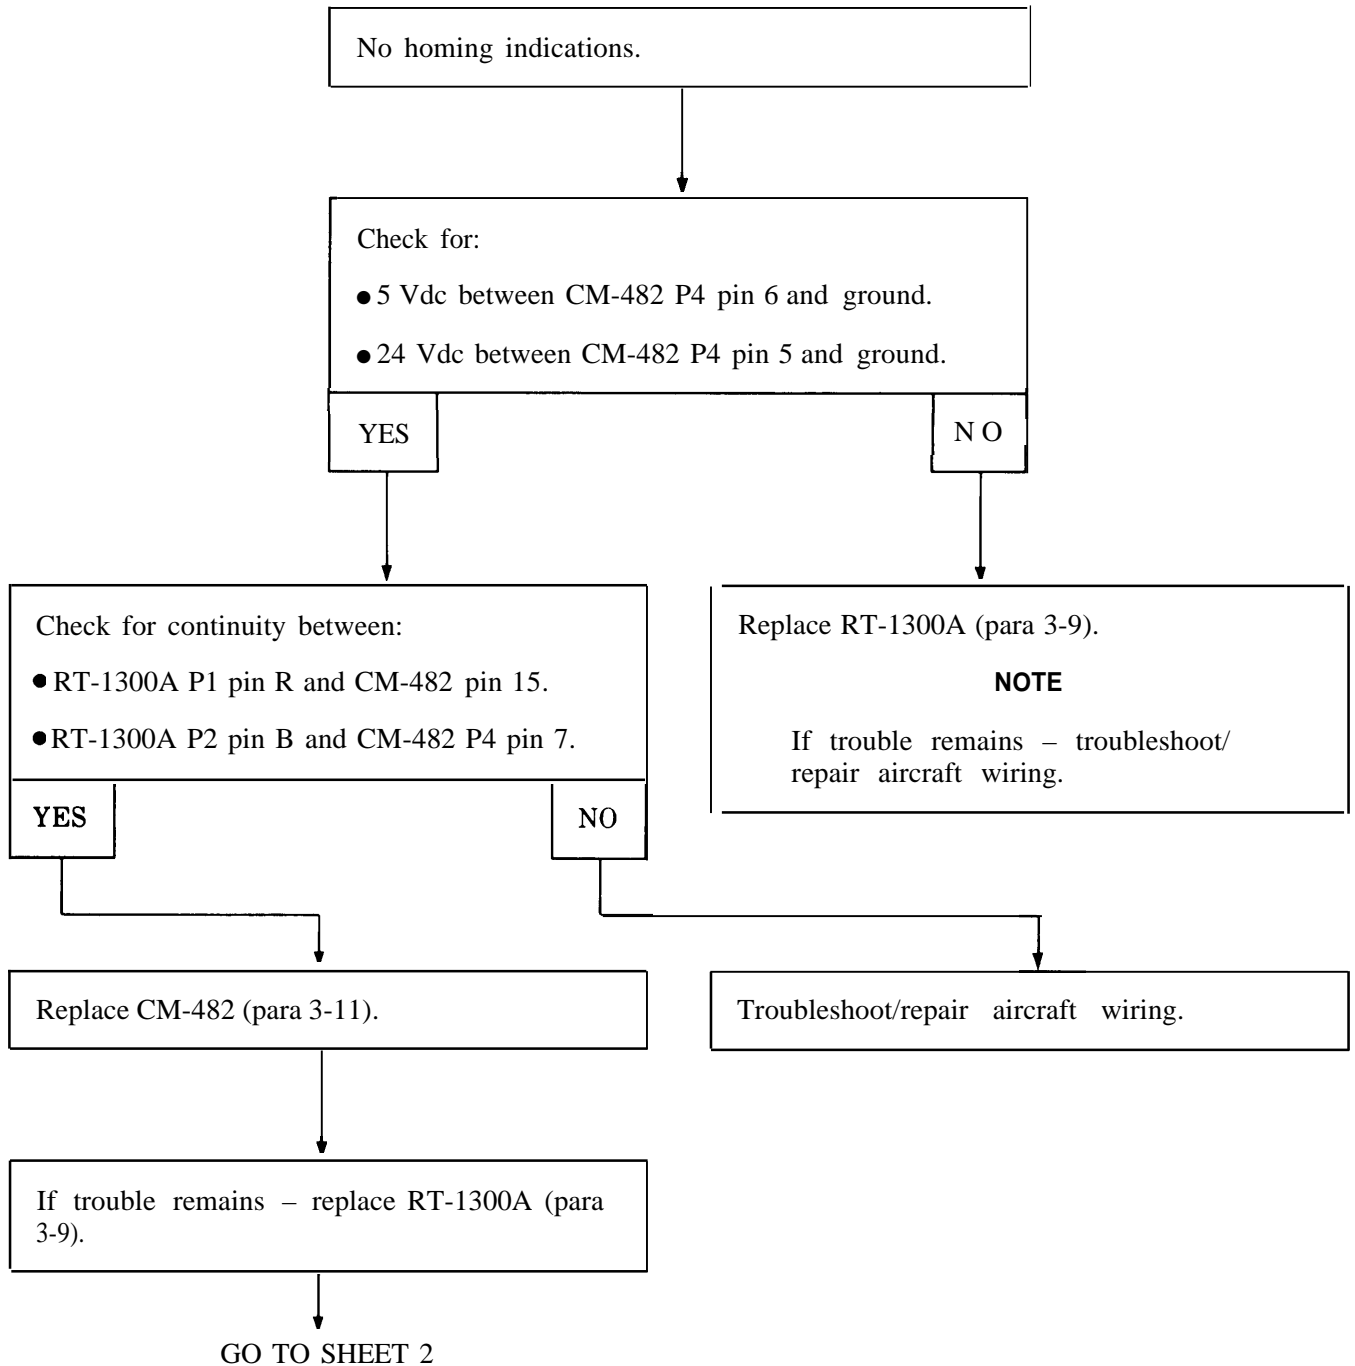 No homing indications.
Check for:
● 5 Vdc between CM-482 P4 pin 6 and ground.
● 24 Vdc between CM-482 P4 pin 5 and ground.
YES
N O
Check for continuity between:
● RT-1300A P1 pin R and CM-482 pin 15.
● RT-1300A P2 pin B and CM-482 P4 pin 7.
YES
NO
Replace RT-1300A (para 3-9).
NOTE
If trouble remains – troubleshoot/
repair aircraft wiring.
Replace CM-482 (para 3-11).
Troubleshoot/repair aircraft wiring.
If trouble remains – replace RT-1300A (para
3-9).
GO TO SHEET 2